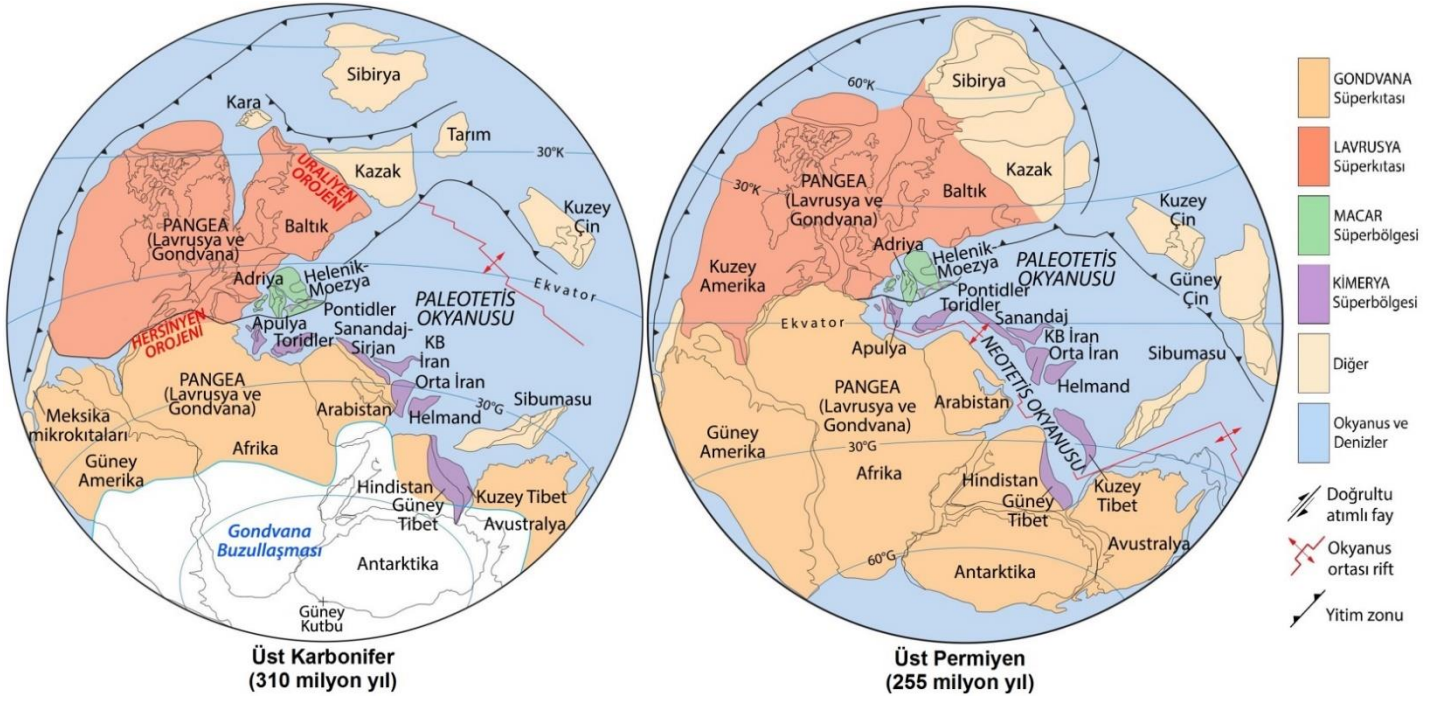 Sibirya
Kara
Tarım
30°K
Kazak
URALİYEN
OROJENİ
PANGEA
(Lavrusya ve
Gondvana)
Baltık
Kuzey
Çin
Adriya
Helenik-
Moezya
Ekvator
Pontidler
PALEOTETİS
OKYANUSU
HERSİNYEN
OROJENİ
Apulya
Toridler
Sanandaj-
Sirjan
KB
İran
Orta İran
PANGEA
(Lavrusya ve
Gondvana)
Arabistan
Helmand
30°G
Sibumasu
Meksika
mikrokıtaları
Güney
Amerika
Afrika
Hindistan
Güney
Tibet
Kuzey Tibet
Avustralya
Gondvana
Buzullaşması
Antarktika
Güney
Kutbu
Üst Karbonifer
(310 milyon yıl)
60°K
Sibirya
Kazak
30°K
PANGEA
(Lavrusya ve
Gondvana)
Baltık
Kuzey
Çin
Adriya
Helenik-
Moezya
PALEOTETİS
OKYANUSU
Kuzey
Amerika
Güney
Çin
Pontidler
Toridler
Sanandaj
Ekvator
Apulya
KB İran
Orta İran
Sibumasu
Helmand
NEOTETİS OKYANUSU
PANGEA
(Lavrusya ve
Gondvana)
Arabistan
Güney
Amerika
30°G
Afrika
Hindistan
Güney
Tibet
Kuzey
Tibet
Avustralya
60°G
Antarktika
Üst Permiyen
(255 milyon yıl)
GONDVANA
Süperkıtası
LAVRUSYA
Süperkıtası
MACAR
Süperbölgesi
KİMERYA
Süperbölgesi
Diğer
Okyanus ve
Denizler
Doğrultu
atımlı fay
Okyanus
ortası rift
Yitim zonu